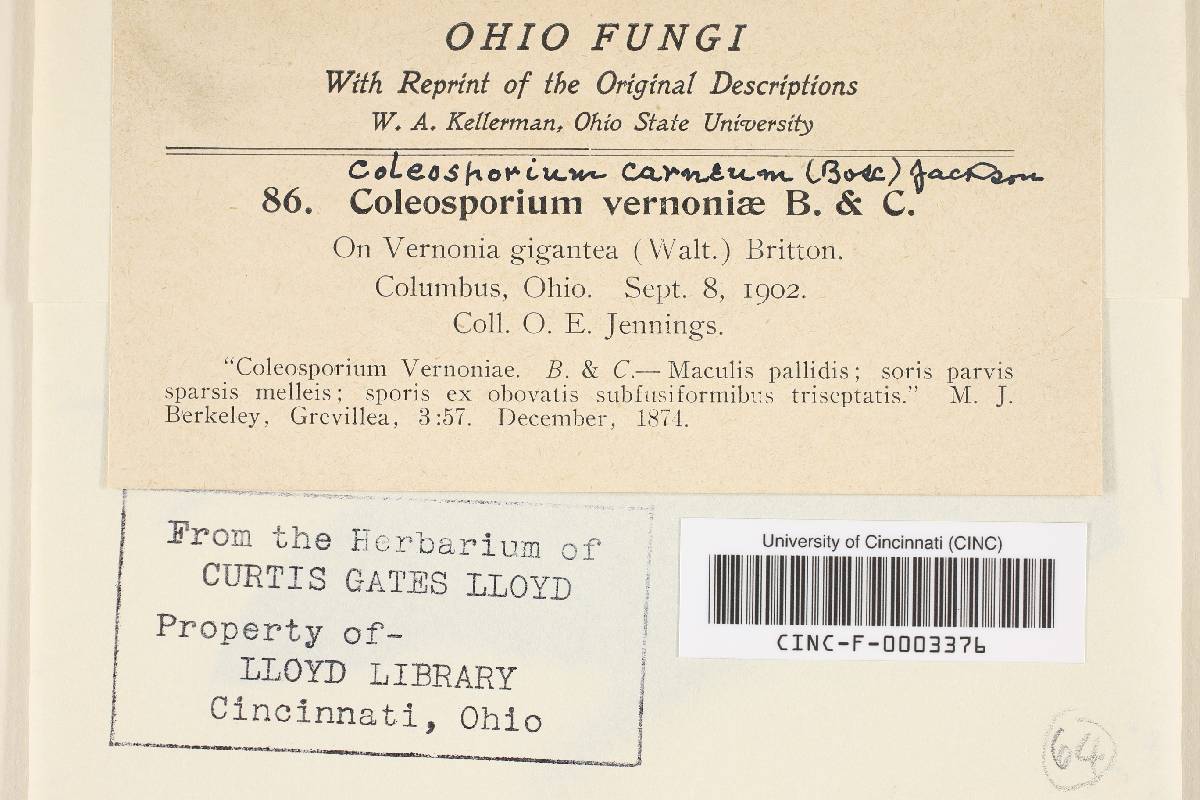 OHIO FUNGI
With Reprint of the Original Descriptions
W. A. Kellerman, Ohio State University
Coleosporium carneum (Bosc) Jackson
86. Coleosporium vernoniæ B. & C.
On Vernonia gigantea (Walt.) Britton.
Columbus, Ohio. Sept. 8, 1902.
Coll. O. E. Jennings.
"Coleosporium Vernoniae. B. & C.— Maculis pallidis; soris parvis
sparsis melleis; sporis ex obovatis subfusiformibus triseptatis." M. J.
Berkeley, Grevillea, 3:57. December, 1874.
From the Herbarium of
CURTIS GATES LLOYD
Property of-
LLOYD LIBRARY
Cincinnati, Ohio
University of Cincinnati (CINC)
CINC-F-0003376
64